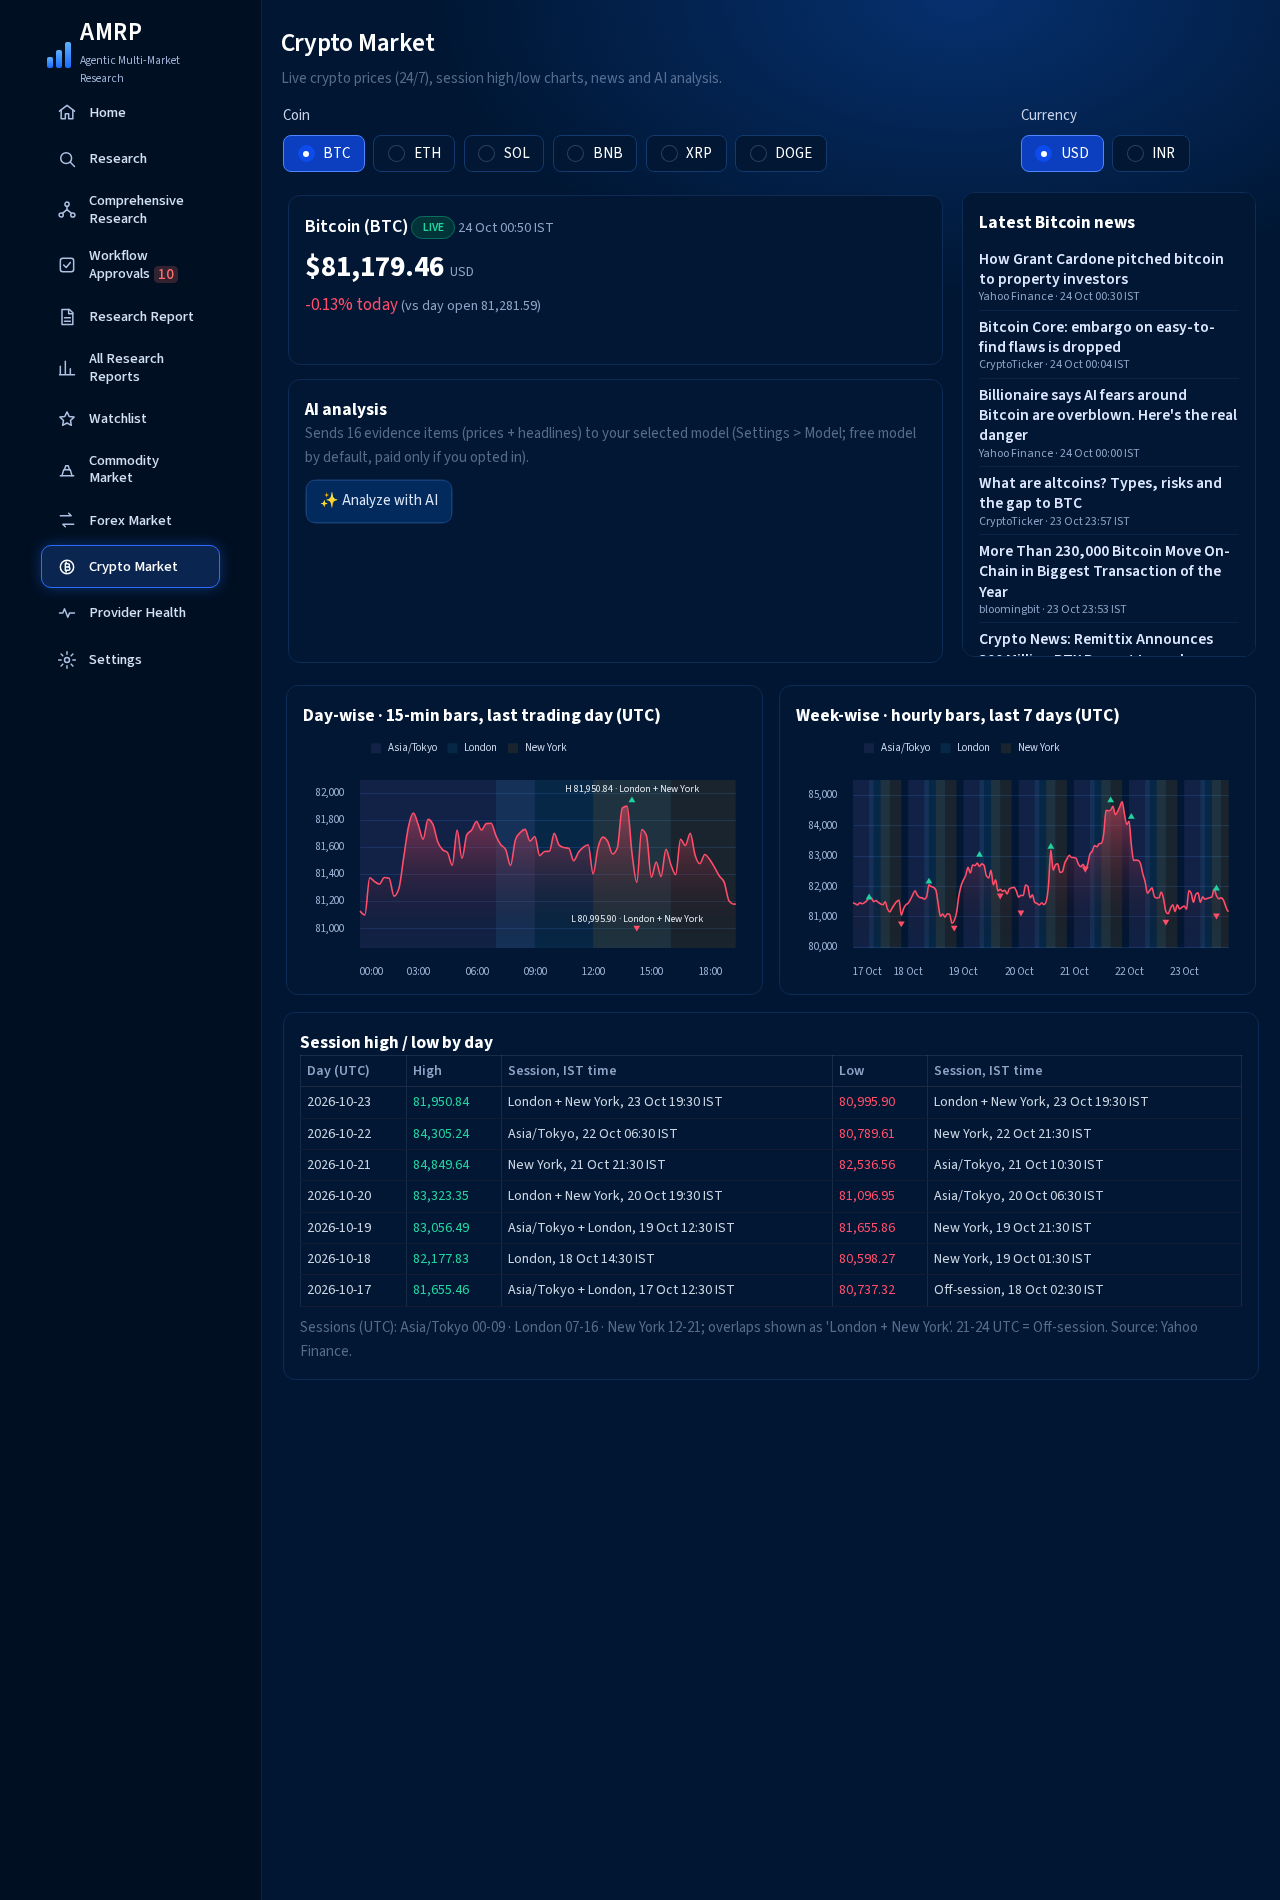 AMRP
Agentic Multi-Market
Research
Home
Research
Comprehensive
Research
Workflow
Approvals 10
Research Report
All Research
Reports
Watchlist
Commodity
Market
Forex Market
Crypto Market
Provider Health
Settings
Crypto Market
Live crypto prices (24/7), session high/low charts, news and AI analysis.
Coin
BTC ETH SOL BNB XRP DOGE
Currency
USD INR
Bitcoin (BTC) LIVE 24 Oct 00:50 IST
$81,179.46 USD
-0.13% today (vs day open 81,281.59)
AI analysis
Sends 16 evidence items (prices + headlines) to your selected model (Settings > Model; free model
by default, paid only if you opted in).
✨ Analyze with AI
Latest Bitcoin news
How Grant Cardone pitched bitcoin
to property investors
Yahoo Finance · 24 Oct 00:30 IST
Bitcoin Core: embargo on easy-to-
find flaws is dropped
CryptoTicker · 24 Oct 00:04 IST
Billionaire says AI fears around
Bitcoin are overblown. Here's the real
danger
Yahoo Finance · 24 Oct 00:00 IST
What are altcoins? Types, risks and
the gap to BTC
CryptoTicker · 23 Oct 23:57 IST
More Than 230,000 Bitcoin Move On-
Chain in Biggest Transaction of the
Year
bloomingbit · 23 Oct 23:53 IST
Crypto News: Remittix Announces
Day-wise · 15-min bars, last trading day (UTC)
Asia/Tokyo London New York
H 81,950.84 · London + New York
82,000
81,800
81,600
81,400
81,200
81,000
L 80,995.90 · London + New York
00:00 03:00 06:00 09:00 12:00 15:00 18:00
Week-wise · hourly bars, last 7 days (UTC)
Asia/Tokyo London New York
85,000
84,000
83,000
82,000
81,000
80,000
17 Oct 18 Oct 19 Oct 20 Oct 21 Oct 22 Oct 23 Oct
Session high / low by day
Day (UTC) High Session, IST time Low Session, IST time
2026-10-23 81,950.84 London + New York, 23 Oct 19:30 IST 80,995.90 London + New York, 23 Oct 19:30 IST
2026-10-22 84,305.24 Asia/Tokyo, 22 Oct 06:30 IST 80,789.61 New York, 22 Oct 21:30 IST
2026-10-21 84,849.64 New York, 21 Oct 21:30 IST 82,536.56 Asia/Tokyo, 21 Oct 10:30 IST
2026-10-20 83,323.35 London + New York, 20 Oct 19:30 IST 81,096.95 Asia/Tokyo, 20 Oct 06:30 IST
2026-10-19 83,056.49 Asia/Tokyo + London, 19 Oct 12:30 IST 81,655.86 New York, 19 Oct 21:30 IST
2026-10-18 82,177.83 London, 18 Oct 14:30 IST 80,598.27 New York, 19 Oct 01:30 IST
2026-10-17 81,655.46 Asia/Tokyo + London, 17 Oct 12:30 IST 80,737.32 Off-session, 18 Oct 02:30 IST
Sessions (UTC): Asia/Tokyo 00-09 · London 07-16 · New York 12-21; overlaps shown as 'London + New York'. 21-24 UTC = Off-session. Source: Yahoo
Finance.